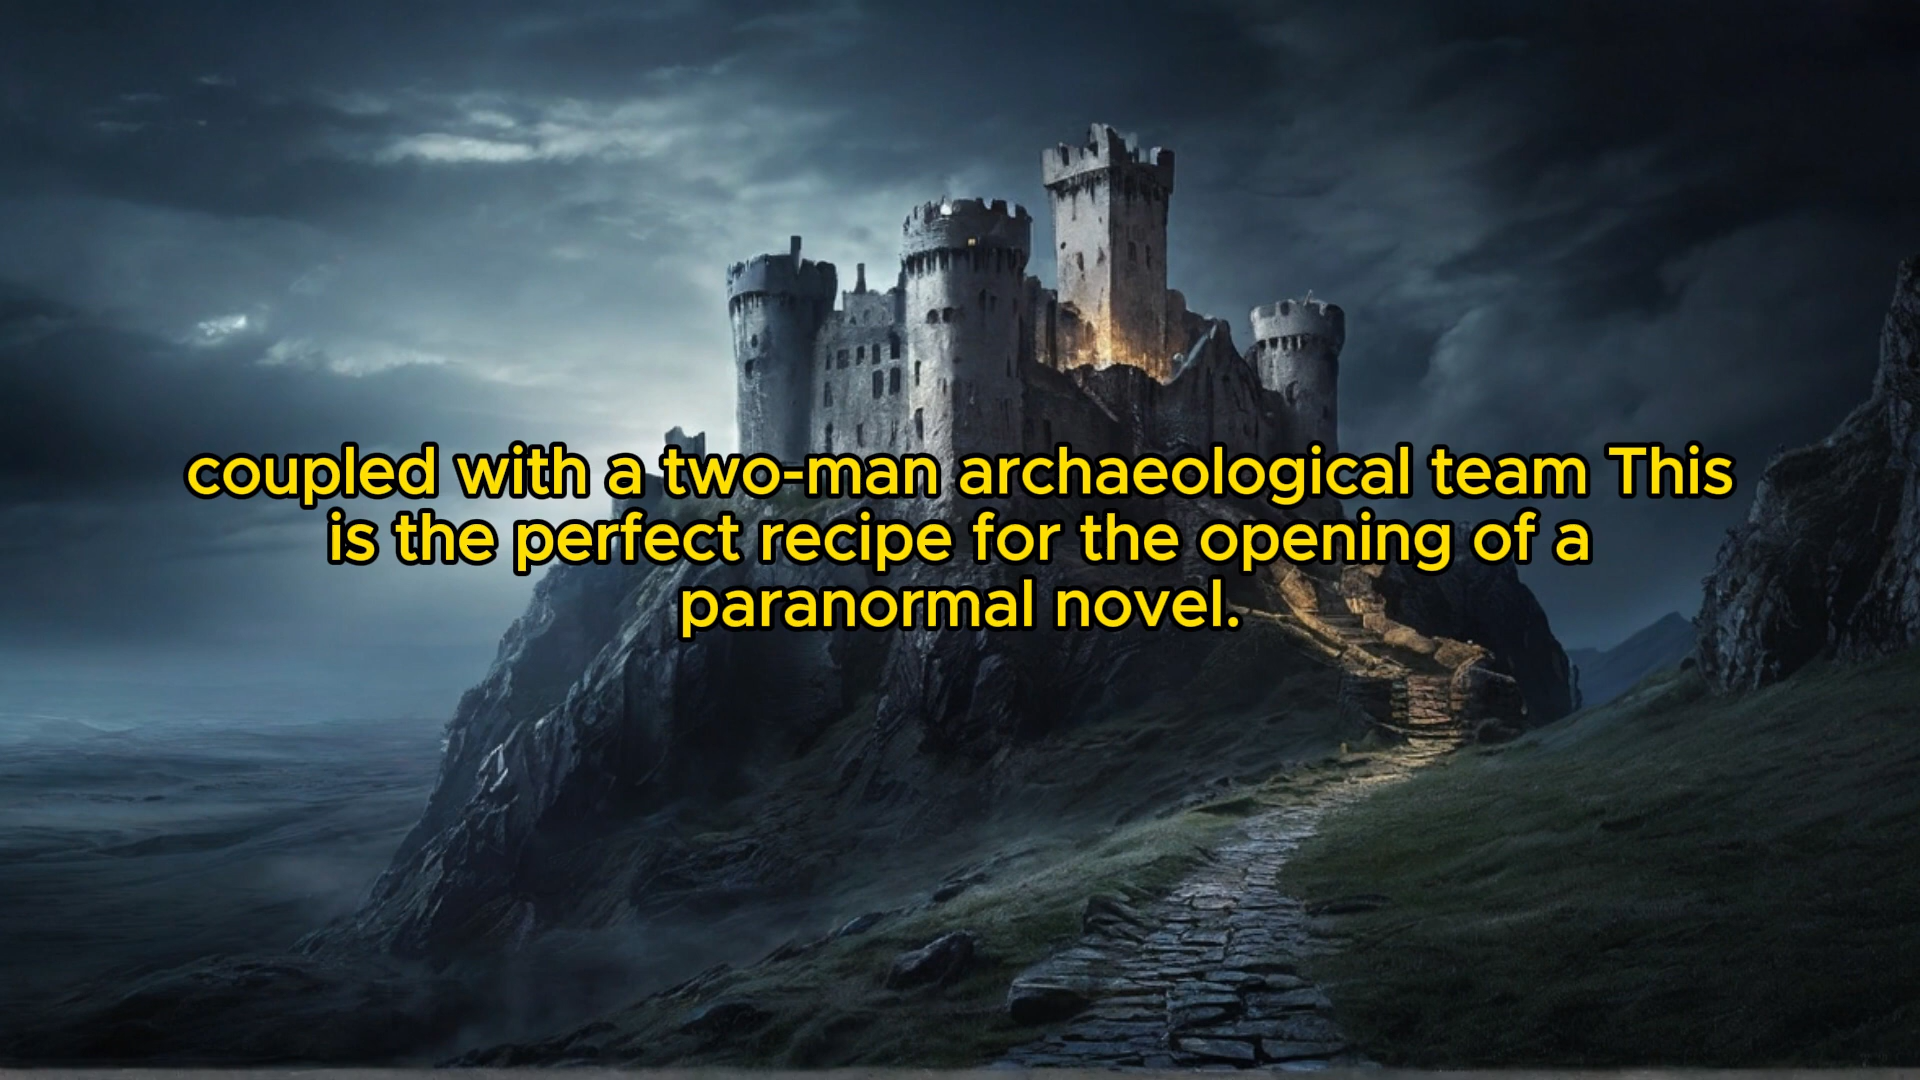 coupled with a two-man archaeological team This
is the perfect recipe for the opening of a
paranormal novel.